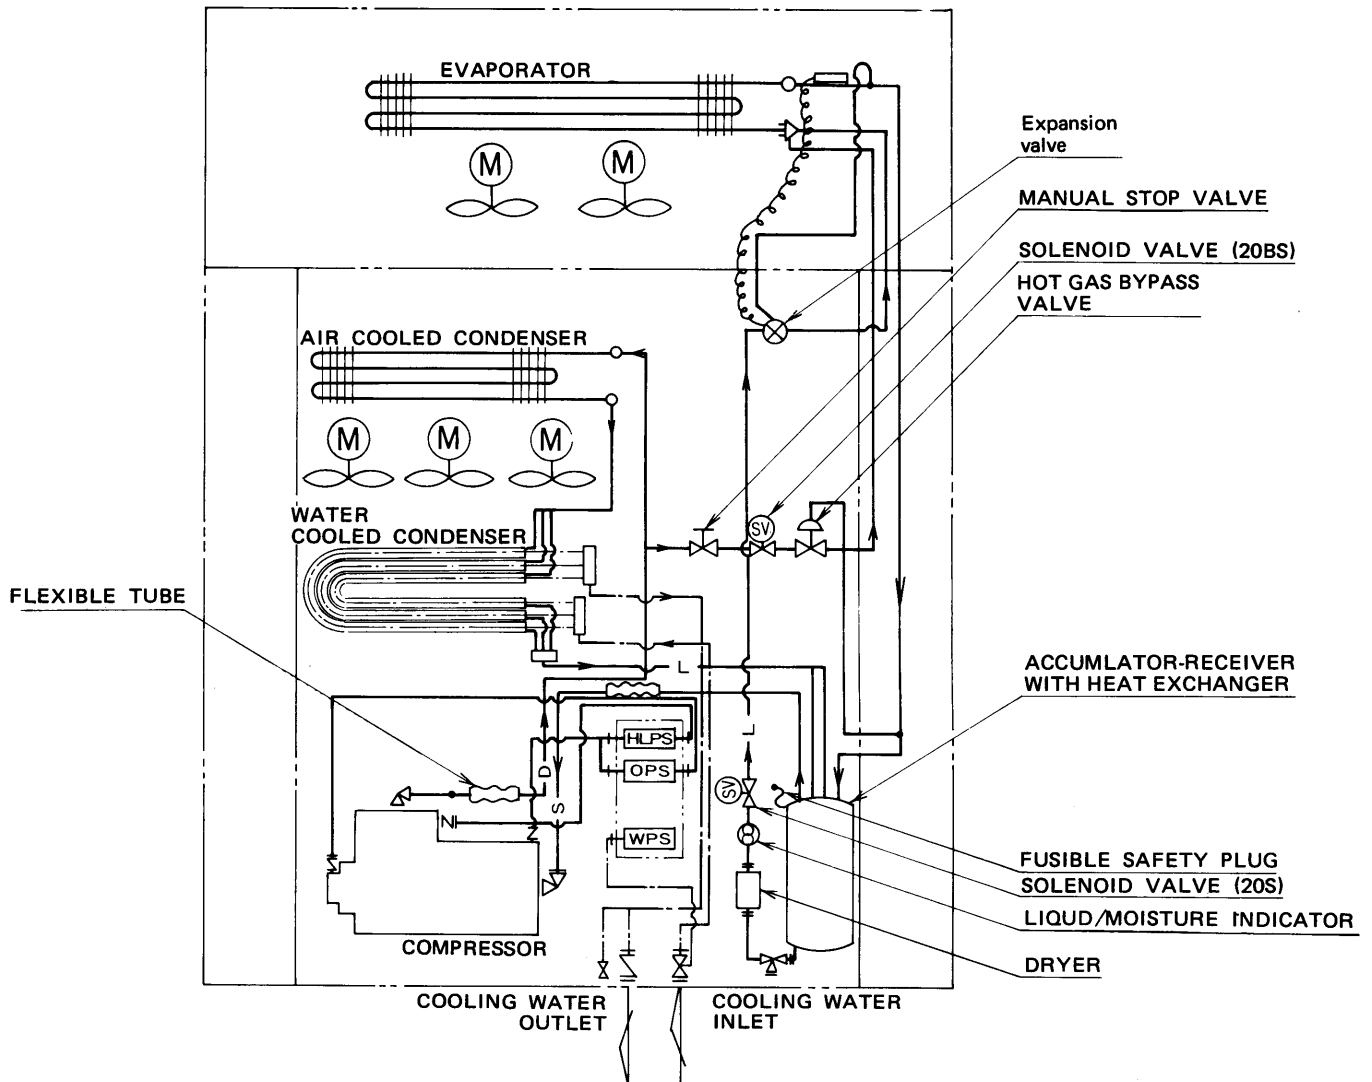 EVAPORATOR
M
M
Expansion
valve
MANUAL STOP VALVE
SOLENOID VALVE (20BS)
HOT GAS BYPASS
VALVE
AIR COOLED CONDENSER
M
M
M
WATER
COOLED CONDENSER
SV
FLEXIBLE TUBE
L
ACCUMLATOR-RECEIVER
WITH HEAT EXCHANGER
L
HLPS
OPS
D
S
SV
WPS
FUSIBLE SAFETY PLUG
SOLENOID VALVE (20S)
LIQUD/MOISTURE INDICATOR
COMPRESSOR
DRYER
COOLING WATER
OUTLET
COOLING WATER
INLET